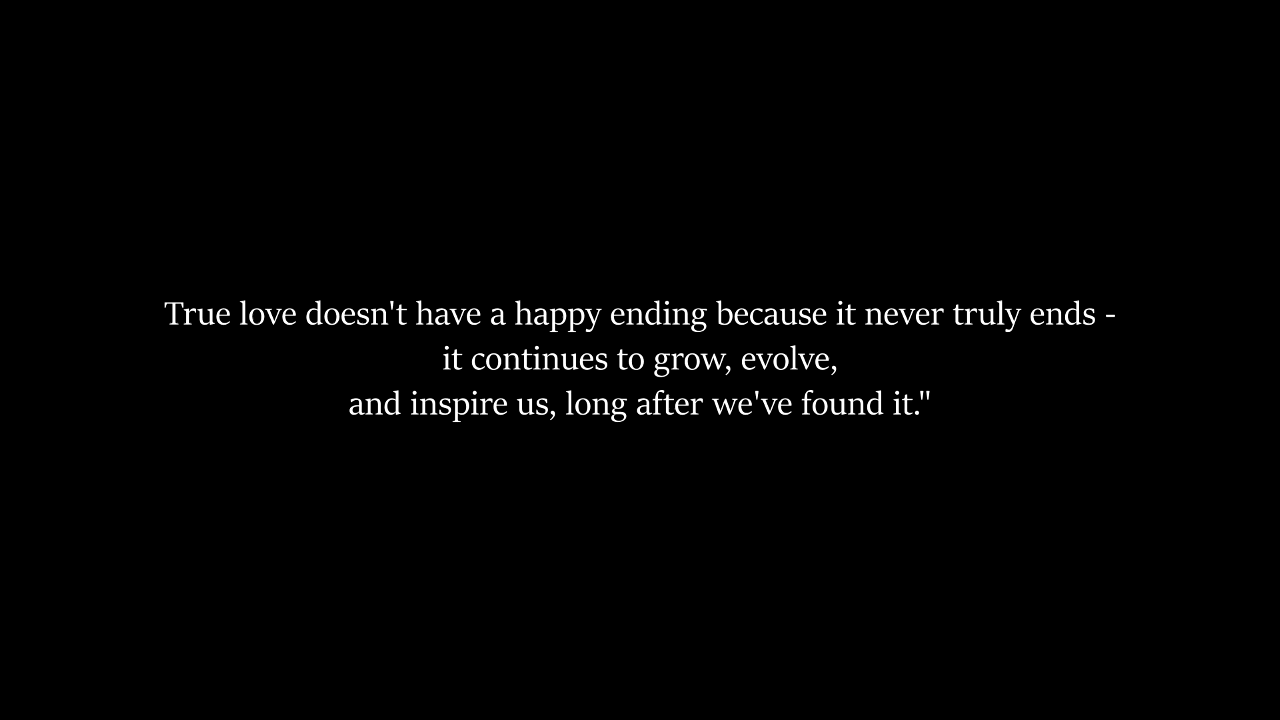 True love doesn't have a happy ending because it never truly ends -
it continues to grow, evolve,
and inspire us, long after we've found it."